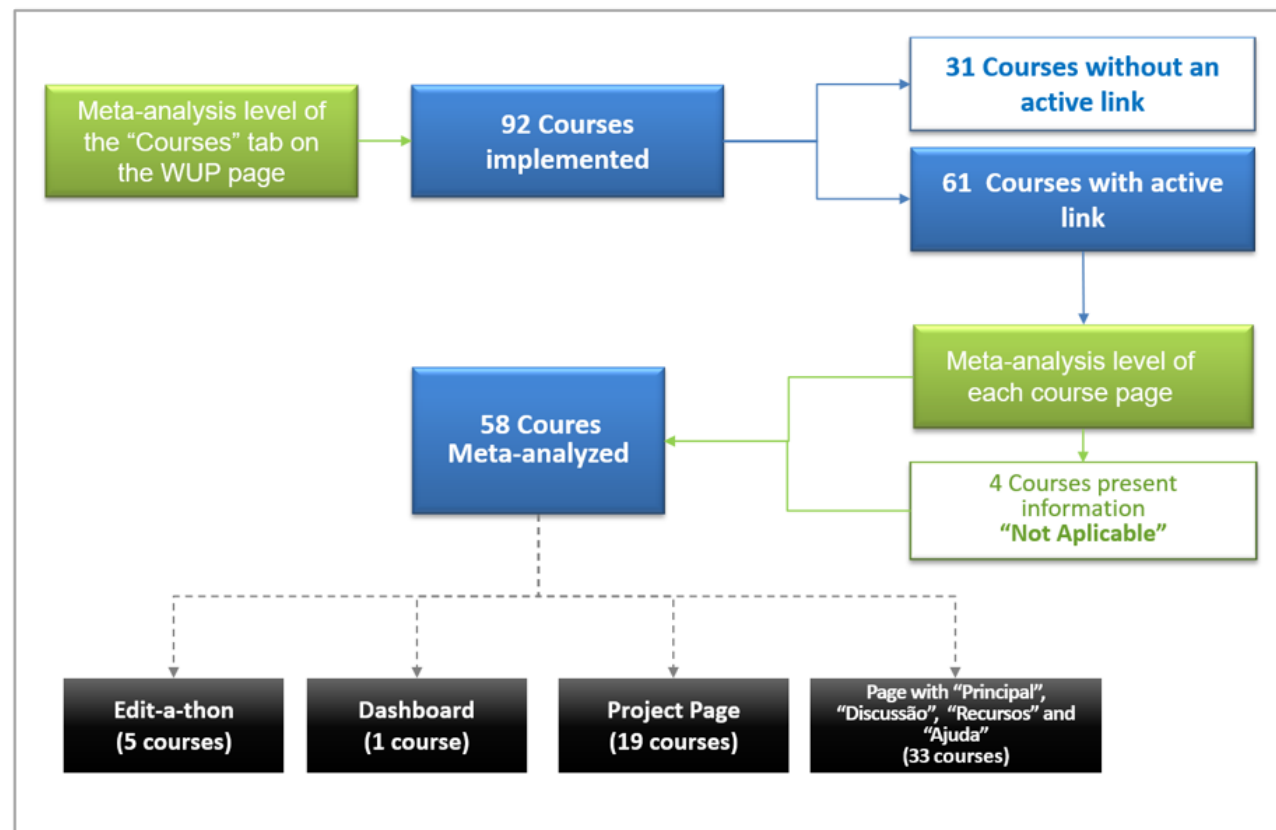 Meta-analysis level of
the “Courses” tab on
the WUP page
92 Courses
implemented
31 Courses without an
active link
61 Courses with active
link
Meta-analysis level of
each course page
4 Courses present
information
“Not Aplicable”
58 Coures
Meta-analyzed
Edit-a-thon
(5 courses)
Dashboard
(1 course)
Project Page
(19 courses)
Page with “Principal”,
“Discussão”, “Recursos” and
“Ajuda”
(33 courses)